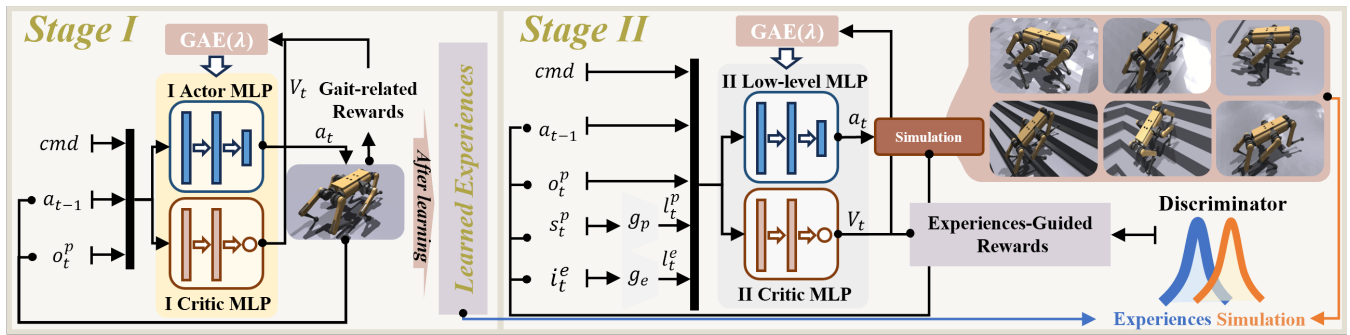 Stage I
GAE(λ)
I Actor MLP
V_t
Gait-related
Rewards
a_t
cmd
a_{t-1}
o_t^p
I Critic MLP
After learning
Learned Experiences
Stage II
GAE(λ)
cmd
II Low-level MLP
a_{t-1}
a_t
Simulation
o_t^p
l_t^p
s_t^p
g_p
V_t
l_t^e
i_t^e
g_e
II Critic MLP
Experiences-Guided
Rewards
Discriminator
Experiences Simulation